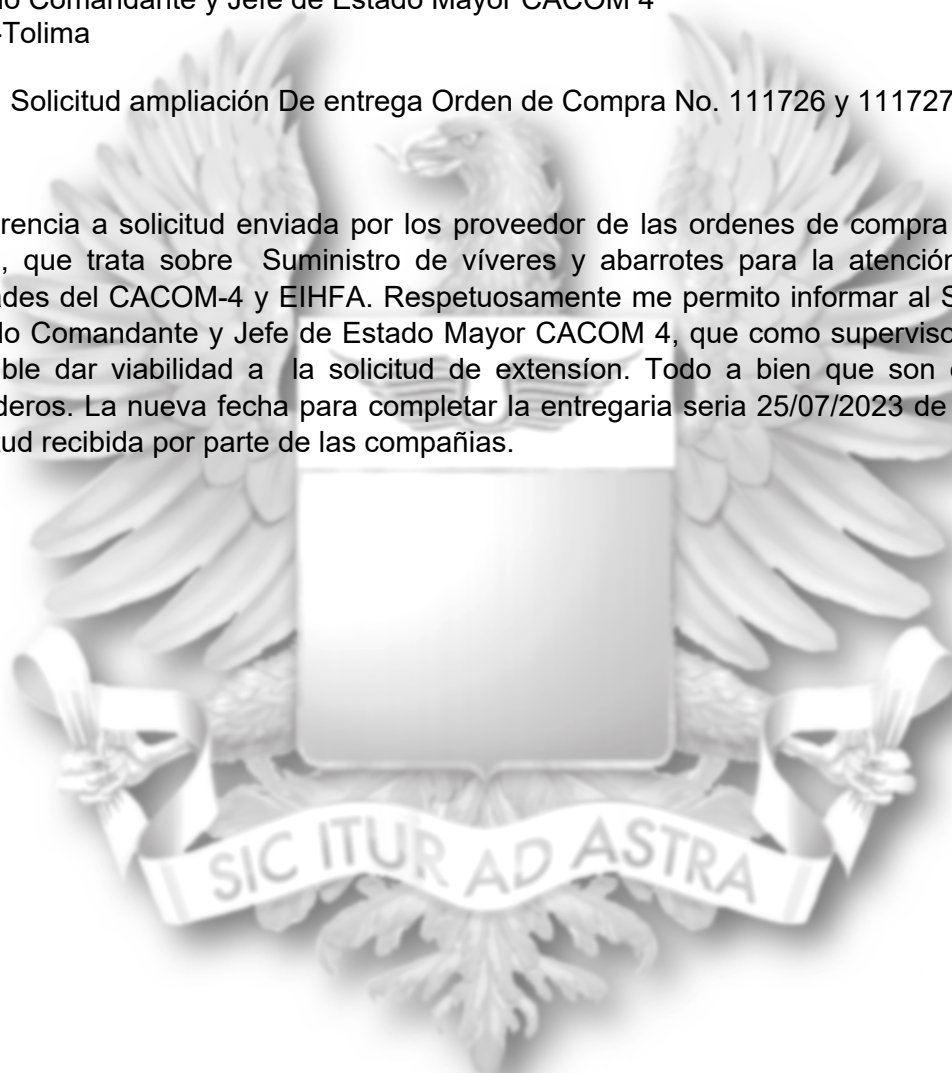 do Comandante y Jefe de Estado Mayor CACOM 4
-Tolima
Solicitud ampliación De entrega Orden de Compra No. 111726 y 111727
rencia a solicitud enviada por los proveedor de las ordenes de compra
, que trata sobre Suministro de víveres y abarrotes para la atención
ades del CACOM-4 y EIHFA. Respetuosamente me permito informar al S
do Comandante y Jefe de Estado Mayor CACOM 4, que como superviso
ble dar viabilidad a la solicitud de extensíon. Todo a bien que son
deros. La nueva fecha para completar la entregaria seria 25/07/2023 de
tud recibida por parte de las compañias.
SIC ITUR AD ASTRA